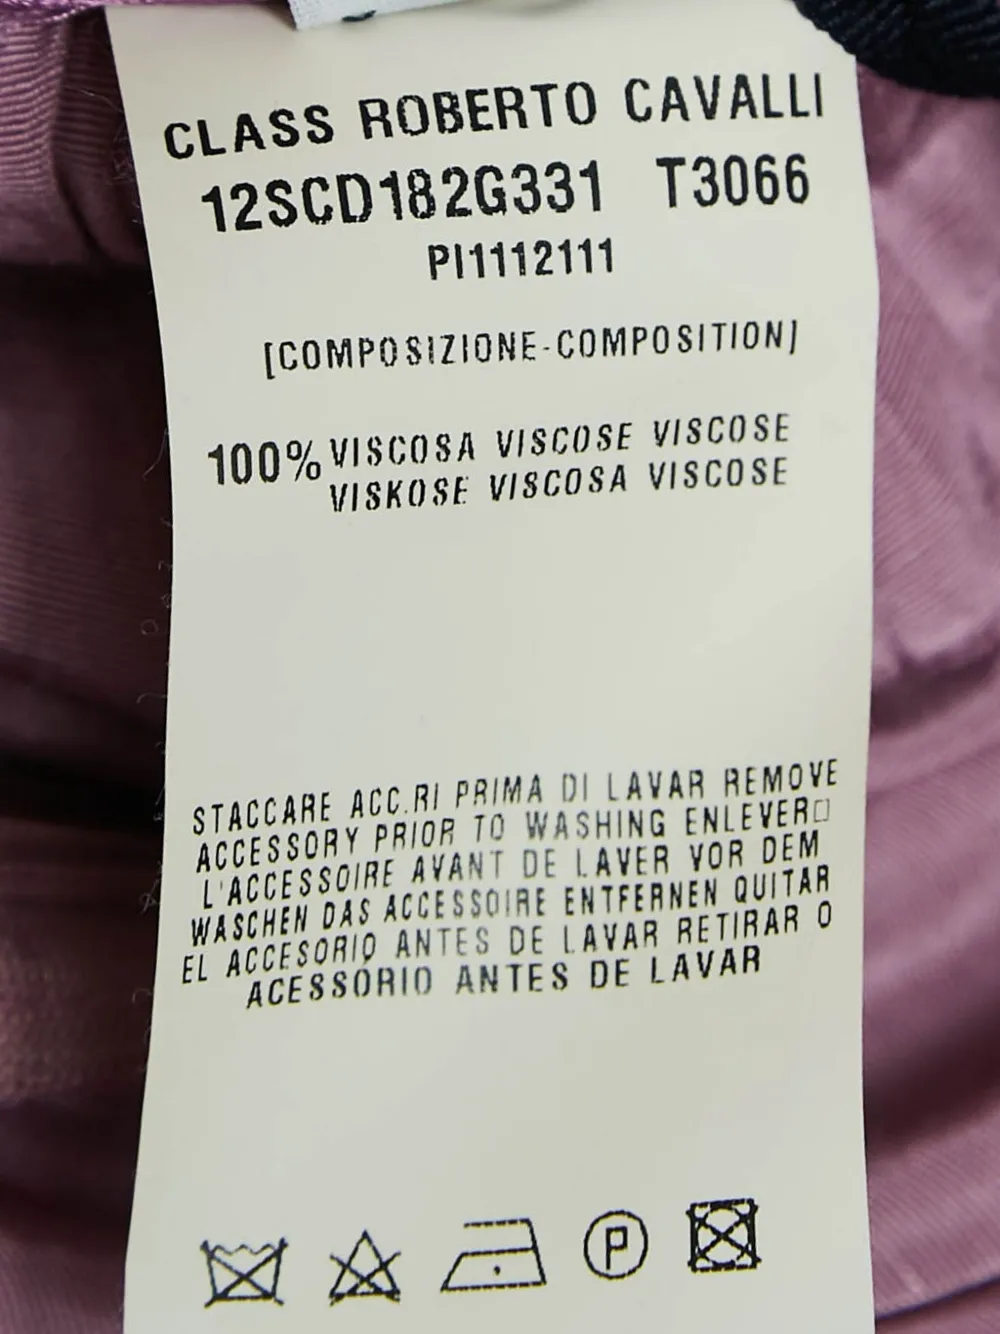 CLASS ROBERTO CAVALLI
12SCD182G331 T3066
PI1112111
[COMPOSIZIONE-COMPOSITION]
100% VISCOSA VISCOSE VISCOSE
VISKOSE VISCOSA VISCOSE
STACCARE ACC.RI PRIMA DI LAVAR REMOVE
ACCESSORY PRIOR TO WASHING ENLEVER□
L'ACCESSOIRE AVANT DE LAVER VOR DEM
WASCHEN DAS ACCESSOIRE ENTFERNEN QUITAR
EL ACCESORIO ANTES DE LAVAR RETIRAR O
ACESSÓRIO ANTES DE LAVAR
P